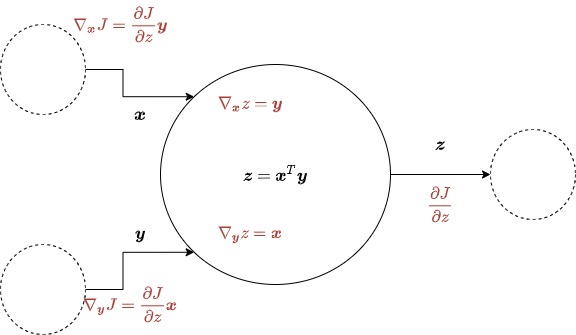 ∇ₓJ = ∂J/∂z y
x
∇ₓz = y
z = xᵀy
z
∂J/∂z
y
∇ᵧz = x
∇ᵧJ = ∂J/∂z x